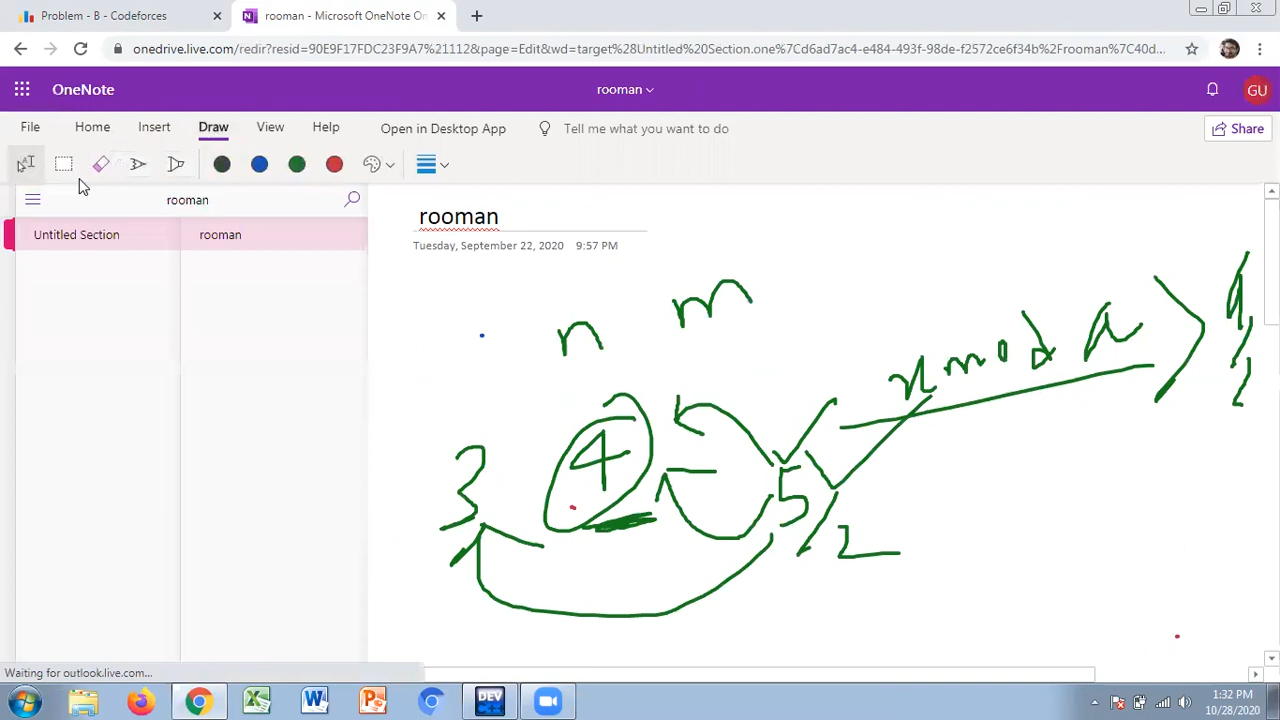 Problem - B - Codeforces
rooman - Microsoft OneNote On
onedrive.live.com/redir?resid=90E9F17FDC23F9A7%21112&page=Edit&wd=target%28Untitled%20Section.one%7Cd6ad7ac4-e484-493f-98de-f2572ce6f34b%2Frooman%7C40d...
OneNote
rooman
GU
File Home Insert Draw View Help Open in Desktop App Tell me what you want to do Share
rooman
Untitled Section
rooman
rooman
Tuesday, September 22, 2020 9:57 PM
n m
x mod
3 4 - 5
2
Waiting for outlook.live.com...
DEV
1:32 PM
10/28/2020